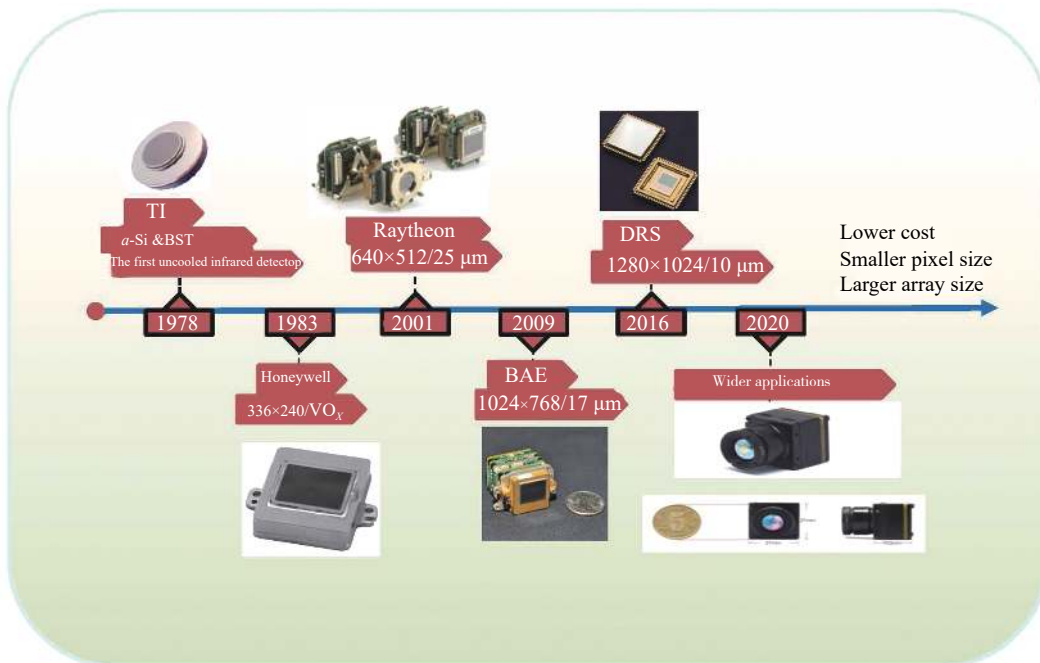 TI
a-Si &BST
The first uncooled infrared detectop
Raytheon
640×512/25 μm
DRS
1280×1024/10 μm
Lower cost
Smaller pixel size
Larger array size
1978
1983
2001
2009
2016
2020
Honeywell
336×240/VOX
BAE
1024×768/17 μm
Wider applications